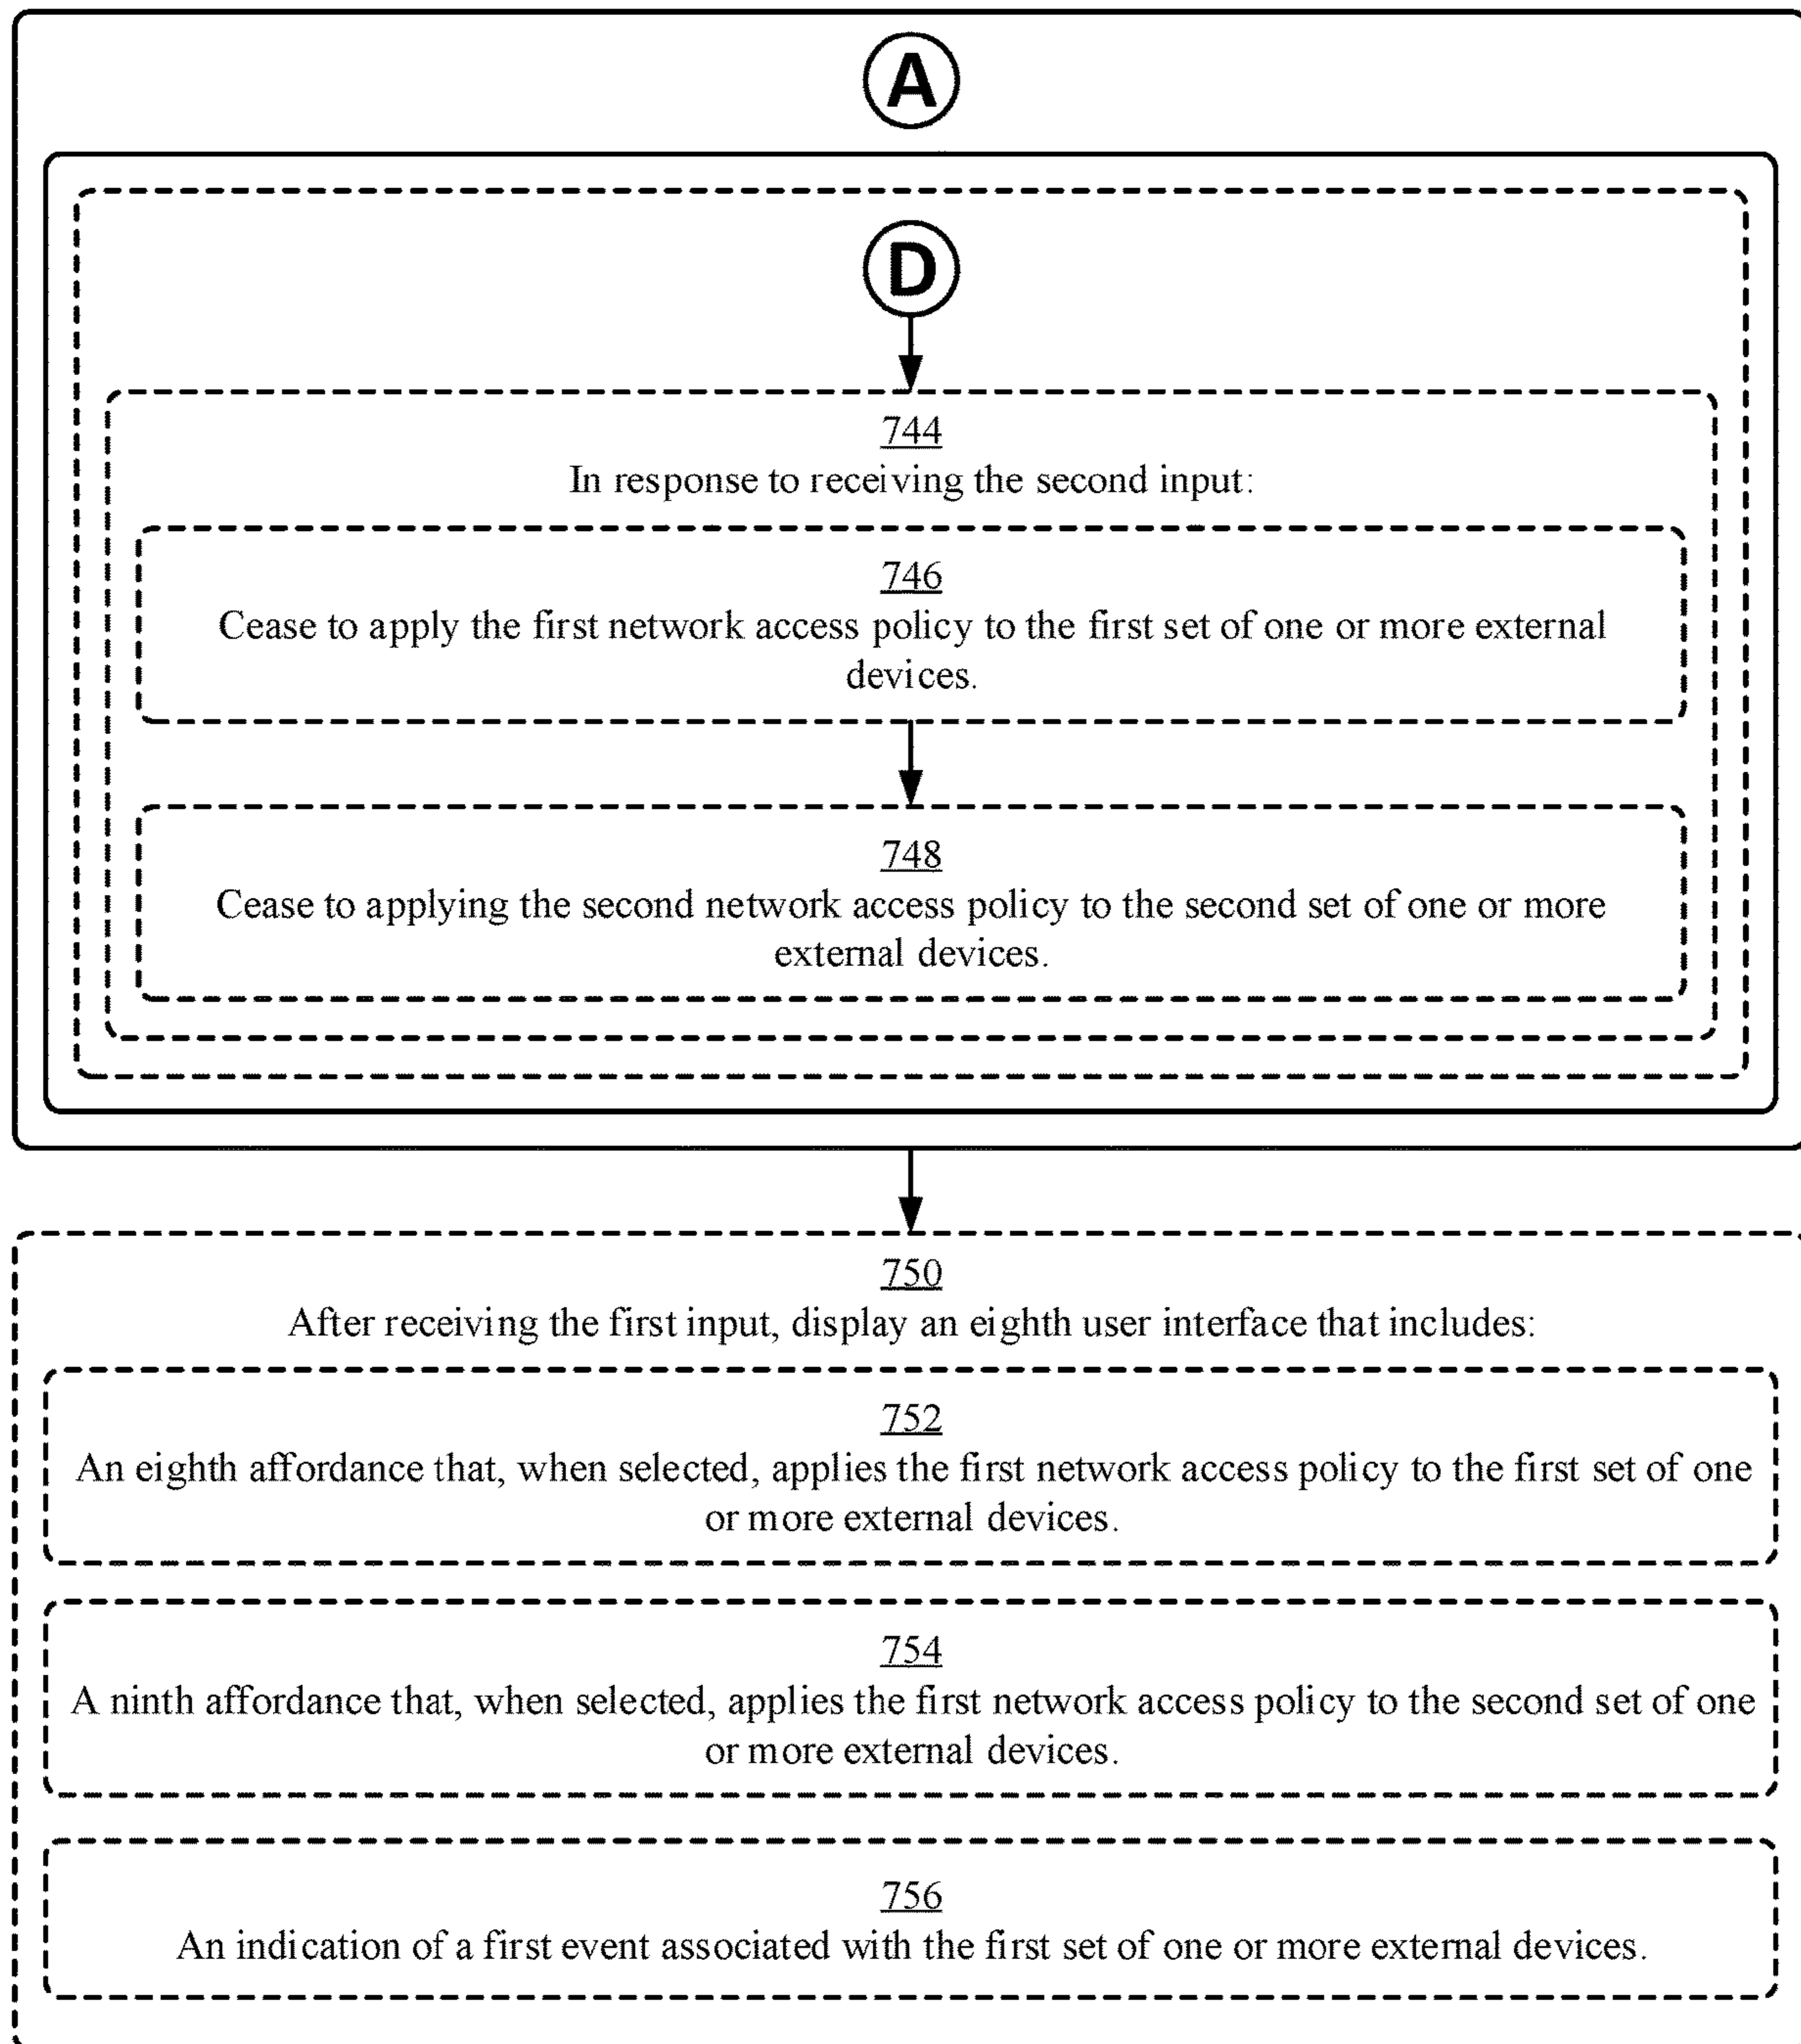 A
D
744
In response to receiving the second input:
746
Cease to apply the first network access policy to the first set of one or more external
devices.
748
Cease to applying the second network access policy to the second set of one or more
external devices.
750
After receiving the first input, display an eighth user interface that includes:
752
An eighth affordance that, when selected, applies the first network access policy to the first set of one
or more external devices.
754
A ninth affordance that, when selected, applies the first network access policy to the second set of one
or more external devices.
756
An indication of a first event associated with the first set of one or more external devices.